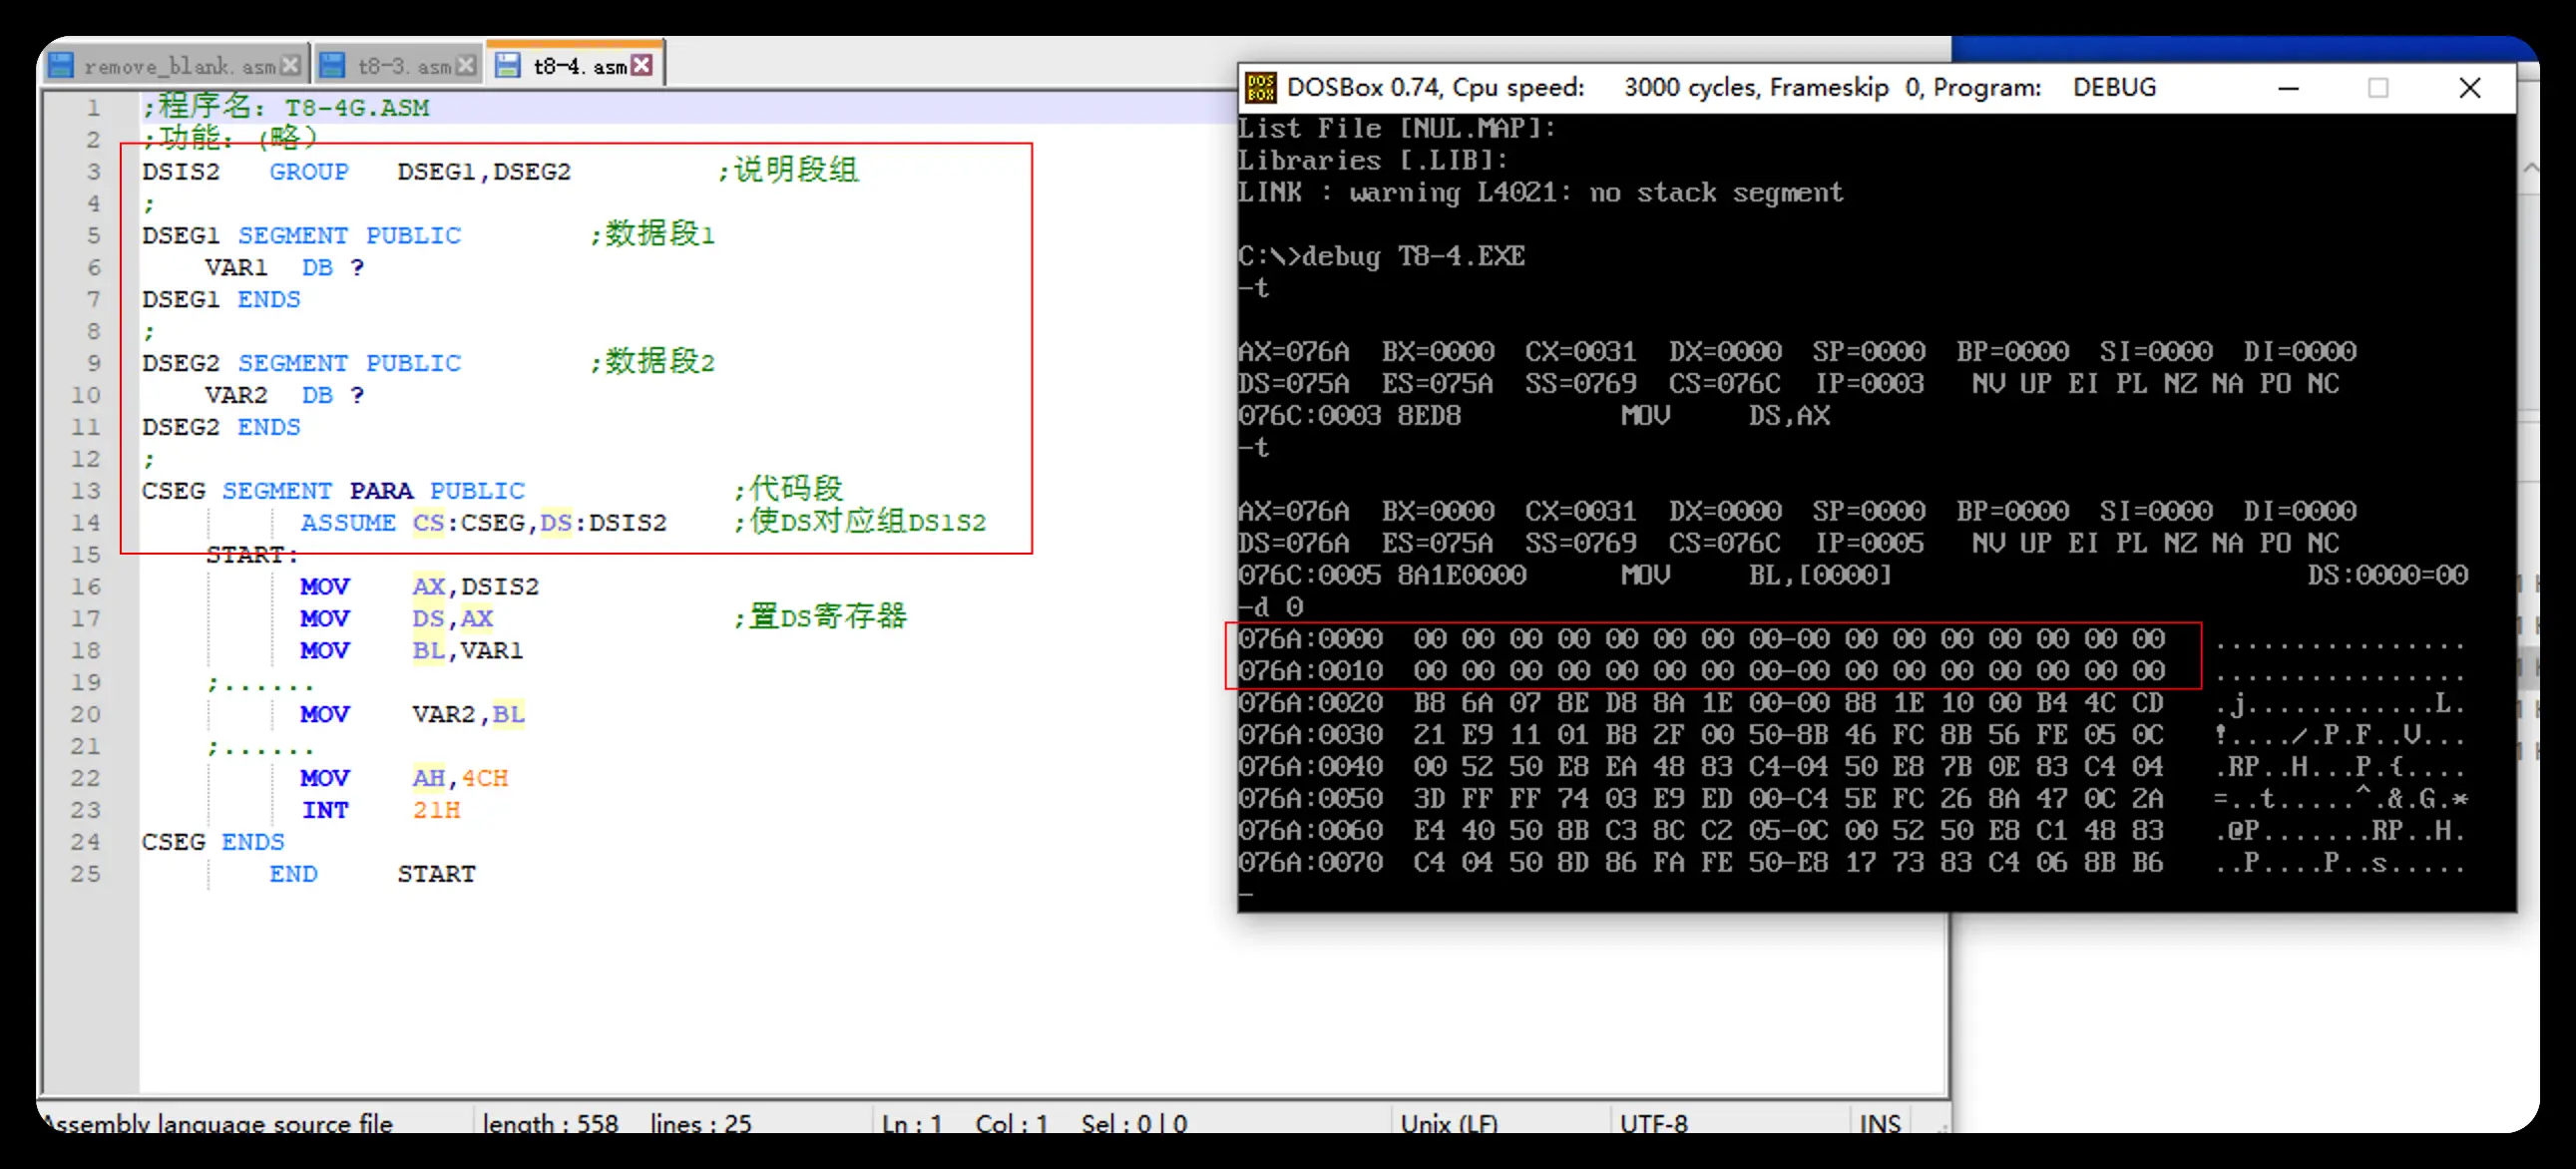 remove_blank.asm t8-3.asm t8-4.asm
1 ;程序名: T8-4G.ASM
2 ;功能: (略)
3 DSIS2 GROUP DSEG1,DSEG2 ;说明段组
4 ;
5 DSEG1 SEGMENT PUBLIC ;数据段1
6 VAR1 DB ?
7 DSEG1 ENDS
8 ;
9 DSEG2 SEGMENT PUBLIC ;数据段2
10 VAR2 DB ?
11 DSEG2 ENDS
12 ;
13 CSEG SEGMENT PARA PUBLIC ;代码段
14 ASSUME CS:CSEG,DS:DSIS2 ;使DS对应组DS1S2
15 START:
16 MOV AX,DSIS2
17 MOV DS,AX ;置DS寄存器
18 MOV BL,VAR1
19 ;......
20 MOV VAR2,BL
21 ;......
22 MOV AH,4CH
23 INT 21H
24 CSEG ENDS
25 END START
Assembly language source file length : 558 lines : 25 Ln : 1 Col : 1 Sel : 0 | 0 Unix (LF) UTF-8 INS
DOSBox 0.74, Cpu speed: 3000 cycles, Frameskip 0, Program: DEBUG
List File [NUL.MAP]:
Libraries [.LIB]:
LINK : warning L4021: no stack segment
C:\>debug T8-4.EXE
-t
AX=076A BX=0000 CX=0031 DX=0000 SP=0000 BP=0000 SI=0000 DI=0000
DS=075A ES=075A SS=0769 CS=076C IP=0003 NV UP EI PL NZ NA PO NC
076C:0003 8ED8 MOV DS,AX
-t
AX=076A BX=0000 CX=0031 DX=0000 SP=0000 BP=0000 SI=0000 DI=0000
DS=076A ES=075A SS=0769 CS=076C IP=0005 NV UP EI PL NZ NA PO NC
076C:0005 8A1E0000 MOV BL,[0000] DS:0000=00
-d 0
076A:0000 00 00 00 00 00 00 00 00-00 00 00 00 00 00 00 00 ................
076A:0010 00 00 00 00 00 00 00 00-00 00 00 00 00 00 00 00 ................
076A:0020 B8 6A 07 8E D8 8A 1E 00-00 88 1E 10 00 B4 4C CD .j............L.
076A:0030 21 E9 11 01 B8 2F 00 50-8B 46 FC 8B 56 FE 05 0C !..../.P.F..V...
076A:0040 00 52 50 E8 EA 48 83 C4-04 50 E8 7B 0E 83 C4 04 .RP..H...P.{....
076A:0050 3D FF FF 74 03 E9 ED 00-C4 5E FC 26 8A 47 0C 2A =..t.....^.&.G.*
076A:0060 E4 40 50 8B C3 8C C2 05-0C 00 52 50 E8 C1 48 83 .@P.......RP..H.
076A:0070 C4 04 50 8D 86 FA FE 50-E8 17 73 83 C4 06 8B B6 ..P....P..s.....
-